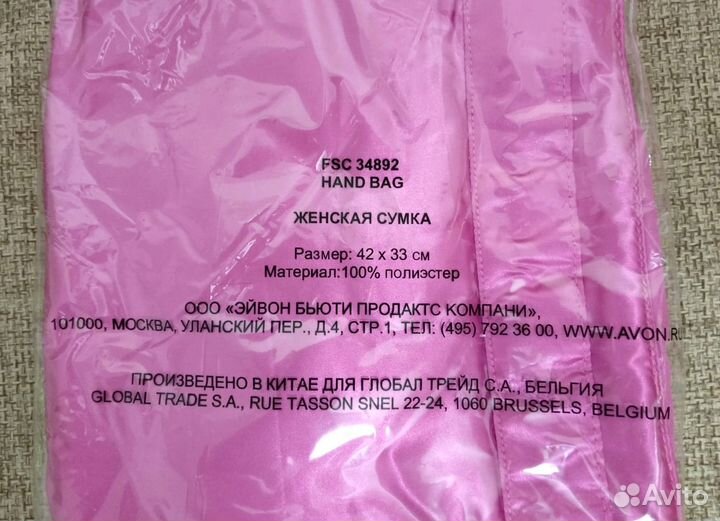 FSC 34892
HAND BAG
ЖЕНСКАЯ СУМКА
Размер: 42 x 33 см
Материал:100% полиэстер
ООО «ЭЙВОН БЬЮТИ ПРОДАКТС КОМПАНИ»,
101000, МОСКВА, УЛАНСКИЙ ПЕР., Д.4, СТР.1, ТЕЛ: (495) 792 36 00, WWW.AVON.R
ПРОИЗВЕДЕНО В КИТАЕ ДЛЯ ГЛОБАЛ ТРЕЙД С.А., БЕЛЬГИЯ
GLOBAL TRADE S.A., RUE TASSON SNEL 22-24, 1060 BRUSSELS, BELGIUM
Avito